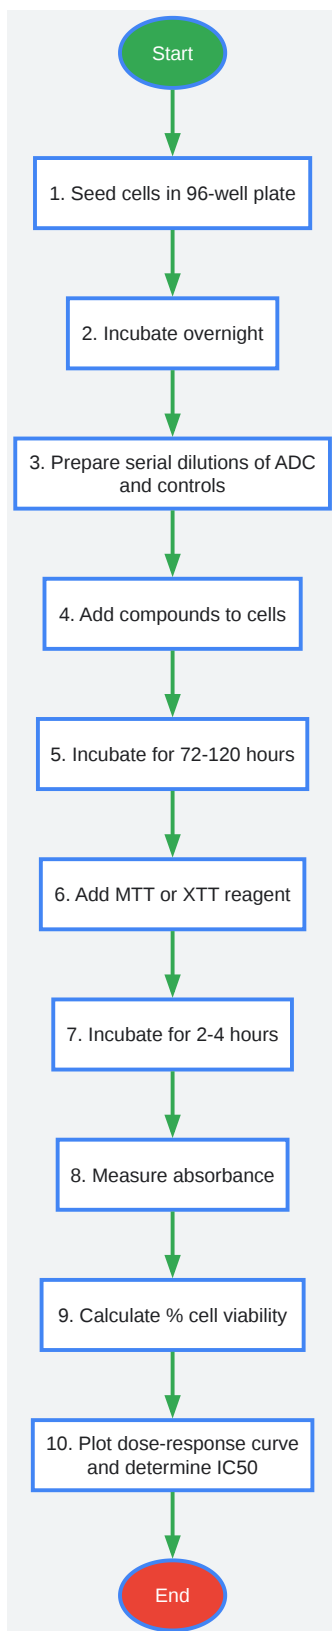 Start
1. Seed cells in 96-well plate
2. Incubate overnight
3. Prepare serial dilutions of ADC
and controls
4. Add compounds to cells
5. Incubate for 72-120 hours
6. Add MTT or XTT reagent
7. Incubate for 2-4 hours
8. Measure absorbance
9. Calculate % cell viability
10. Plot dose-response curve
and determine IC50
End